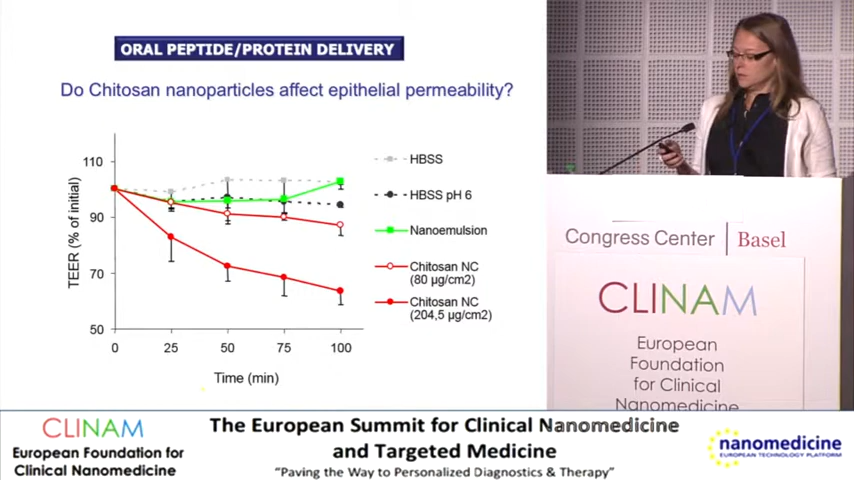 ORAL PEPTIDE/PROTEIN DELIVERY
Do Chitosan nanoparticles affect epithelial permeability?
110
90
70
50
TEER (% of initial)
0 25 50 75 100
Time (min)
HBSS
HBSS pH 6
Nanoemulsion
Chitosan NC
(80 µg/cm2)
Chitosan NC
(204,5 µg/cm2)
Congress Center Basel
CLINAM
European
Foundation
for Clinical
Nanomedicine
CLINAM
European Foundation for
Clinical Nanomedicine
The European Summit for Clinical Nanomedicine
and Targeted Medicine
“Paving the Way to Personalized Diagnostics & Therapy”
nanomedicine
EUROPEAN TECHNOLOGY PLATFORM